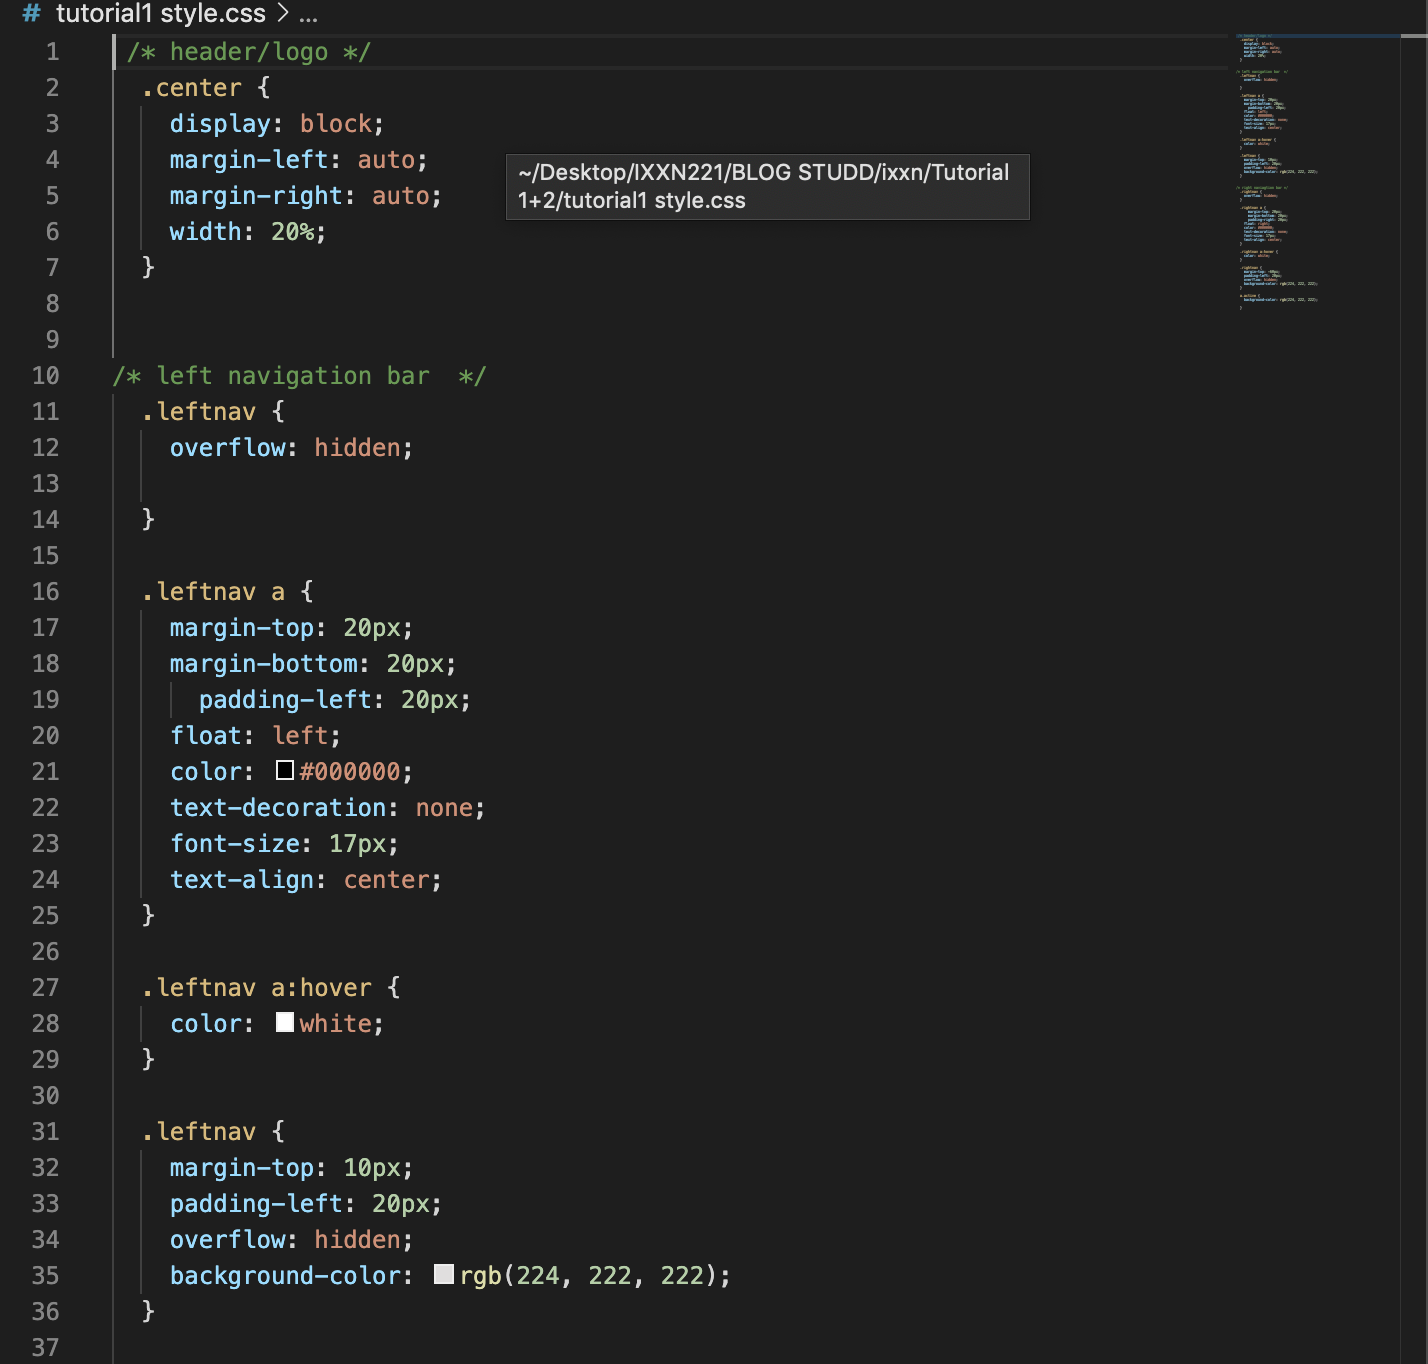 # tutorial1 style.css > ...
1 /* header/logo */
2 .center {
3 display: block;
4 margin-left: auto;
5 margin-right: auto;
6 width: 20%;
7 }
8
9
~/Desktop/IXXN221/BLOG STUDD/ixxn/Tutorial
1+2/tutorial1 style.css
10 /* left navigation bar  */
11 .leftnav {
12 overflow: hidden;
13
14 }
15
16 .leftnav a {
17 margin-top: 20px;
18 margin-bottom: 20px;
19 padding-left: 20px;
20 float: left;
21 color: #000000;
22 text-decoration: none;
23 font-size: 17px;
24 text-align: center;
25 }
26
27 .leftnav a:hover {
28 color: white;
29 }
30
31 .leftnav {
32 margin-top: 10px;
33 padding-left: 20px;
34 overflow: hidden;
35 background-color: rgb(224, 222, 222);
36 }
37